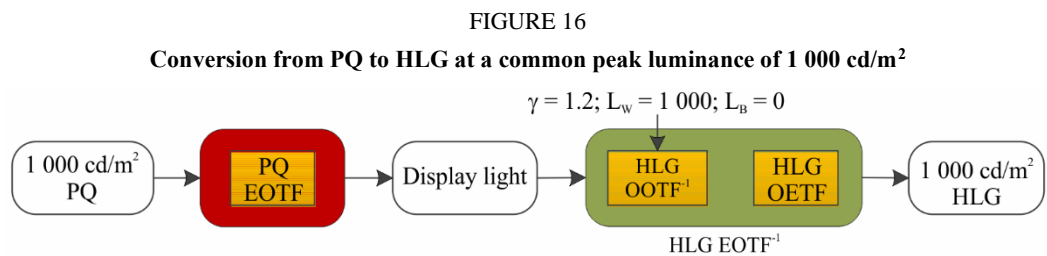 FIGURE 16
Conversion from PQ to HLG at a common peak luminance of 1 000 cd/m²
γ = 1.2; L_W = 1 000; L_B = 0
1 000 cd/m²
PQ
PQ
EOTF
Display light
HLG
OOTF⁻¹
HLG
OETF
1 000 cd/m²
HLG
HLG EOTF⁻¹